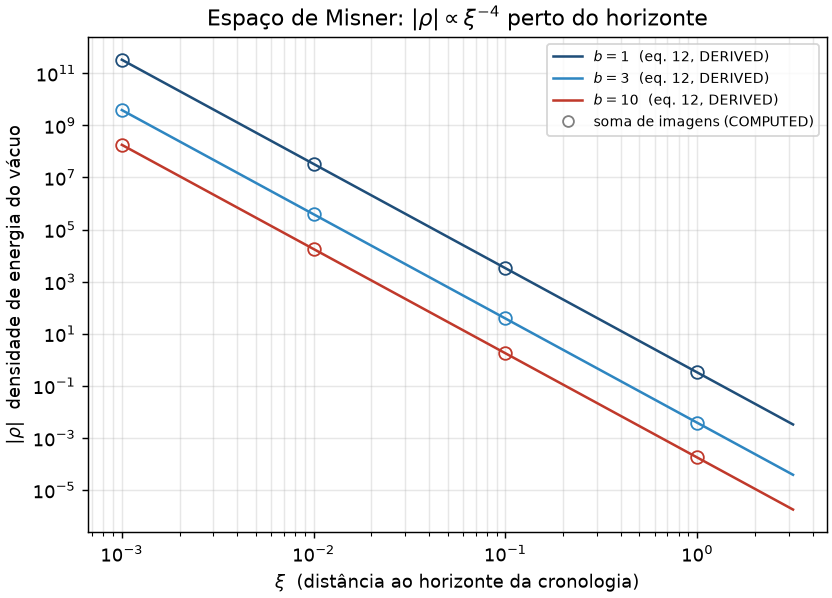 Espaço de Misner: |ρ| ∝ ξ⁻⁴ perto do horizonte
b = 1 (eq. 12, DERIVED)
b = 3 (eq. 12, DERIVED)
b = 10 (eq. 12, DERIVED)
soma de imagens (COMPUTED)
|ρ| densidade de energia do vácuo
10¹¹
10⁹
10⁷
10⁵
10³
10¹
10⁻¹
10⁻³
10⁻⁵
10⁻³ 10⁻² 10⁻¹ 10⁰
ξ (distância ao horizonte da cronologia)